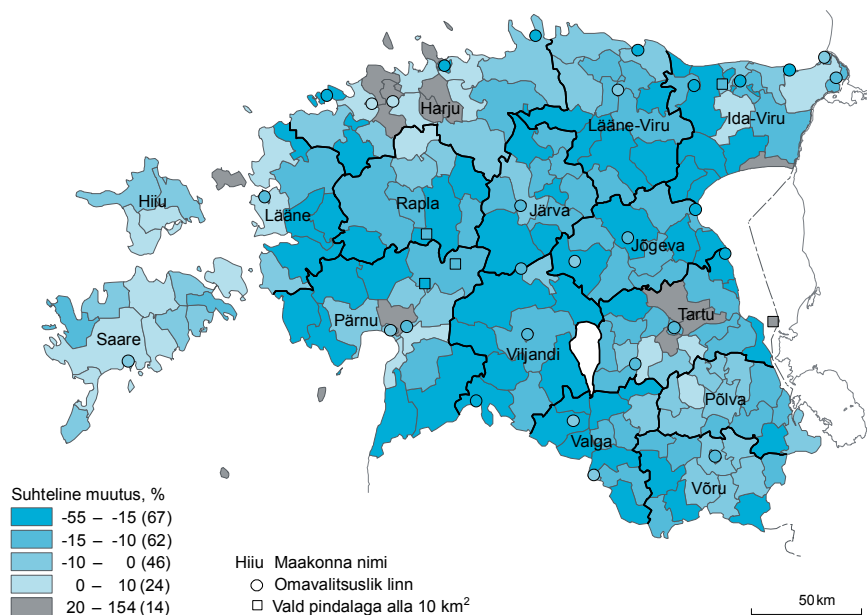 Harju
Lääne-Viru
Ida-Viru
Hiiu
Lääne
Rapla
Järva
Jõgeva
Saare
Pärnu
Viljandi
Tartu
Põlva
Valga
Võru
Suhteline muutus, %
-55 – -15 (67)
-15 – -10 (62)
-10 – 0 (46)
0 – 10 (24)
20 – 154 (14)
Hiiu Maakonna nimi
Omavalitsuslik linn
Vald pindalaga alla 10 km²
50 km